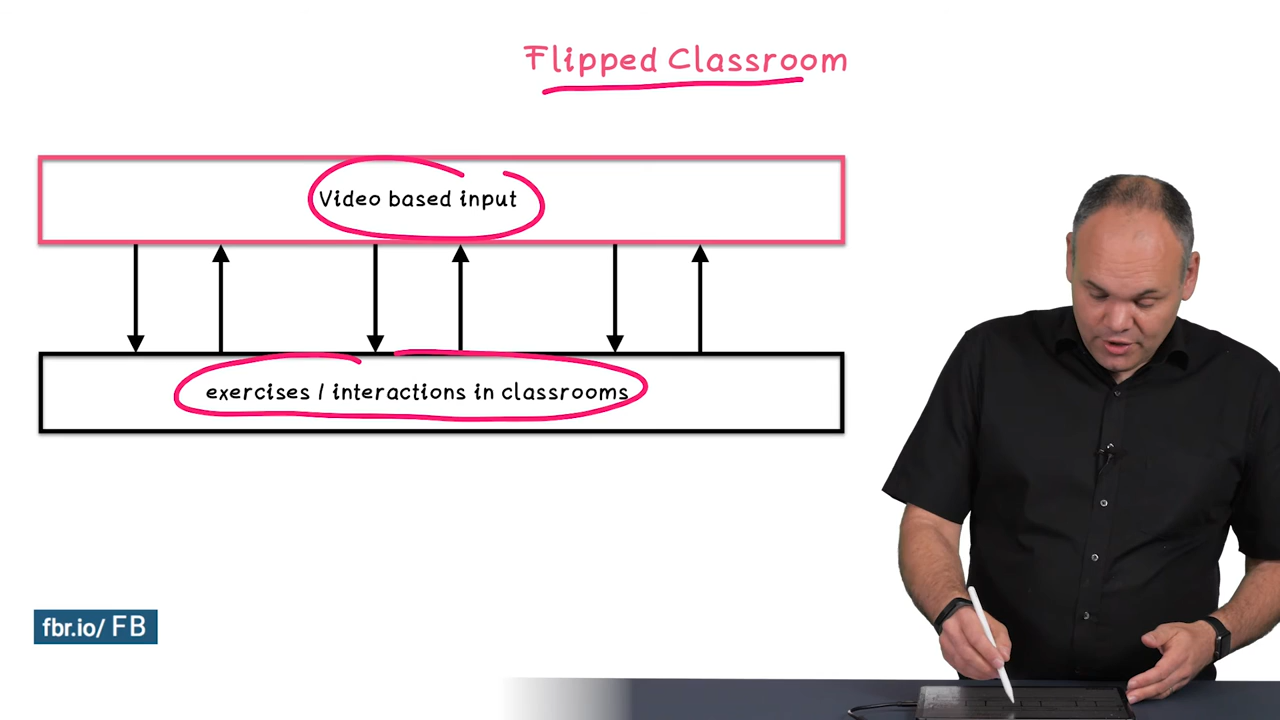 Flipped Classroom
Video based input
exercises / interactions in classrooms
fbr.io/ FB